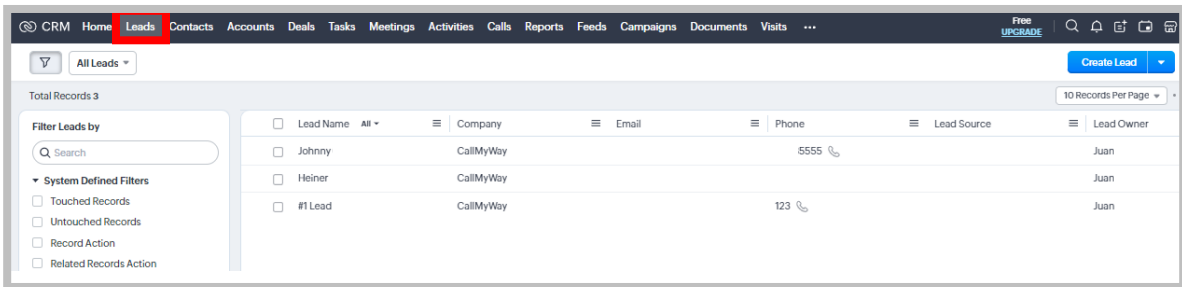 CRM Home Leads Contacts Accounts Deals Tasks Meetings Activities Calls Reports Feeds Campaigns Documents Visits ... Free UPGRADE
All Leads Create Lead
Total Records 3 10 Records Per Page
Filter Leads by
Search
System Defined Filters
Touched Records
Untouched Records
Record Action
Related Records Action
Lead Name All Company Email Phone Lead Source Lead Owner
Johnny CallMyWay 5555 Juan
Heiner CallMyWay Juan
#1 Lead CallMyWay 123 Juan